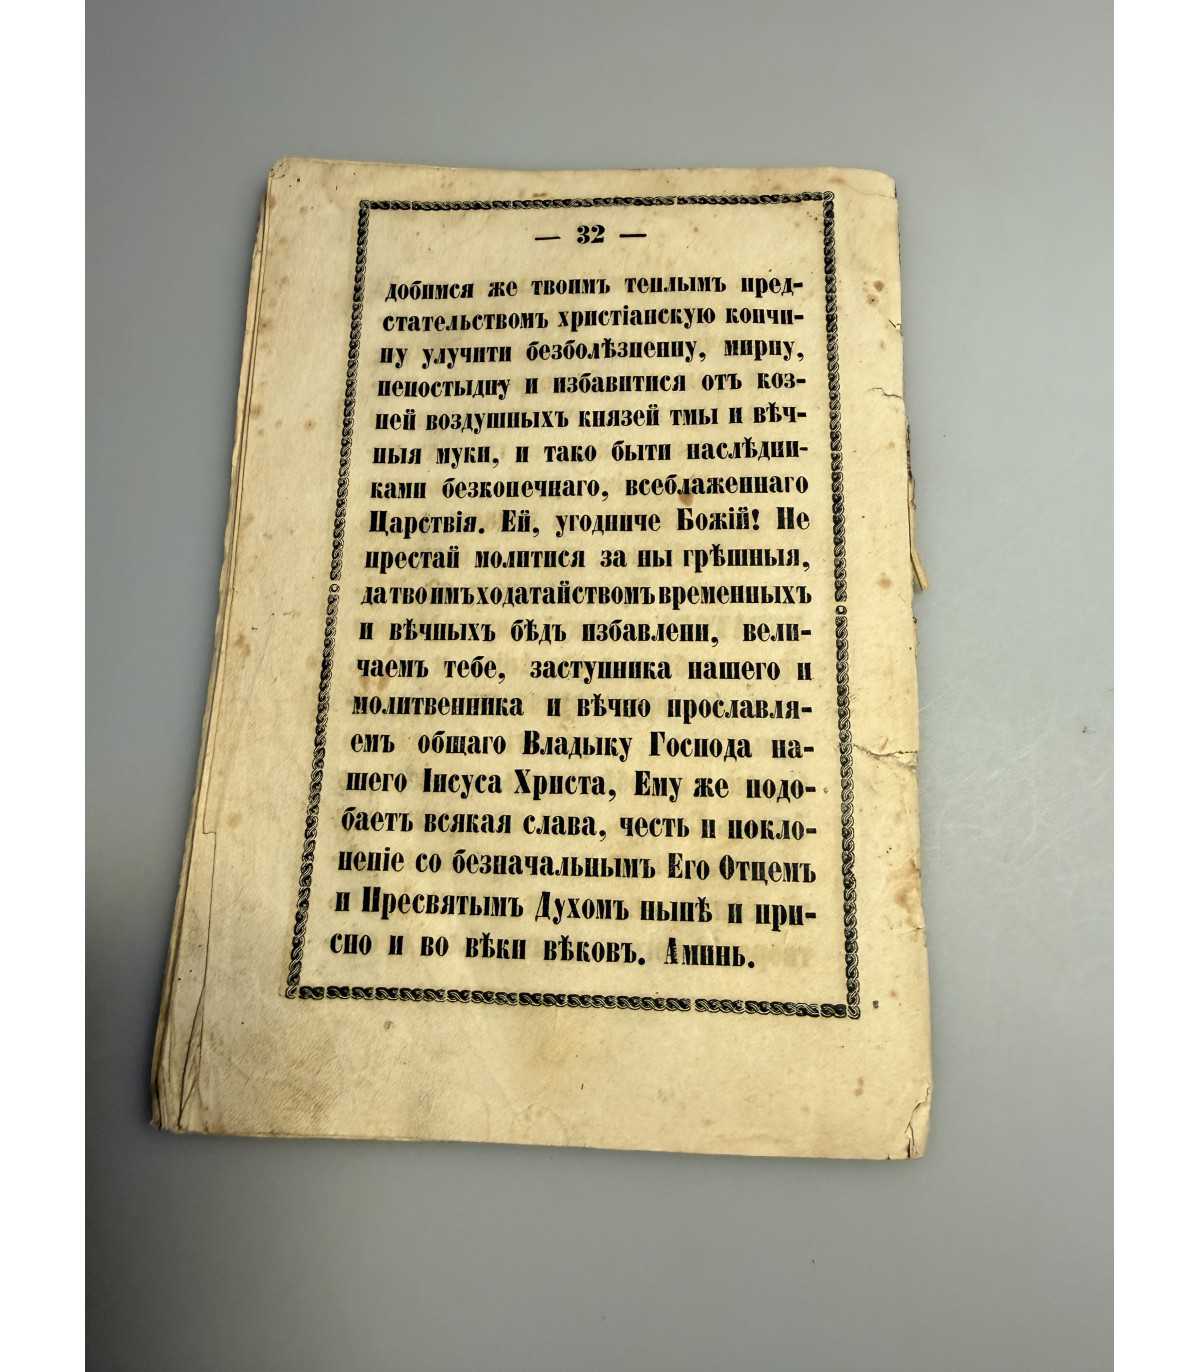 — 32 —
добимся же твоимъ теплымъ пред-
стательствомъ христіанскую кончи-
ну улучити безболѣзненну, мирну,
непостыдну и избавитися отъ коз-
ней воздушныхъ князей тмы и вѣч-
ныя муки, и тако быти наслѣдни-
ками безконечнаго, всеблаженнаго
Царствія. Ей, угодниче Божій! Не
престай молитися за ны грѣшныя,
да твоимъ ходатайствомъ временныхъ
и вѣчныхъ бѣдъ избавлени, вели-
чаемъ тебе, заступника нашего и
молитвенника и вѣчно прославля-
емъ общаго Владыку Господа на-
шего Іисуса Христа, Ему же подо-
баетъ всякая слава, честь и покло-
неніе со безначальнымъ Его Отцемъ
и Пресвятымъ Духомъ нынѣ и при-
сно и во вѣки вѣковъ. Аминь.